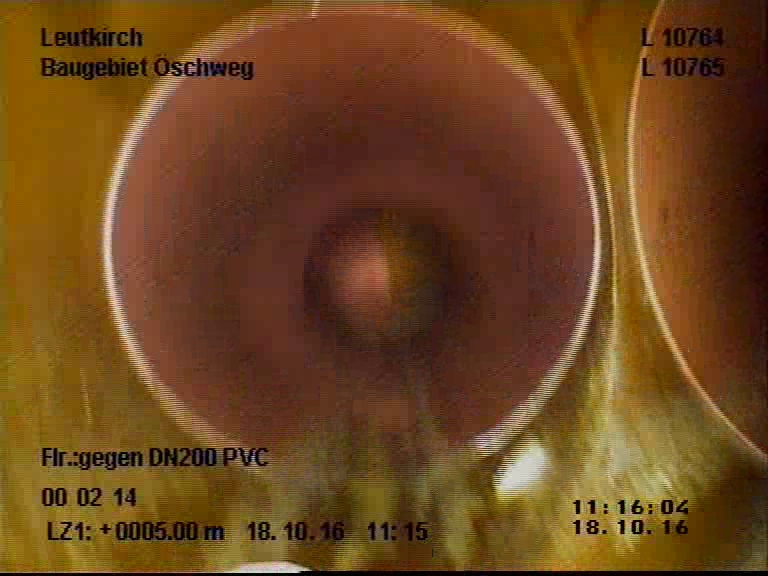 Leutkirch
L 10764
Baugebiet Öschweg
L 10765
Flr.:gegen DN200 PVC
00 02 14
11:16:04
LZ1: +0005.00 m 18.10.16 11:15
18.10.16